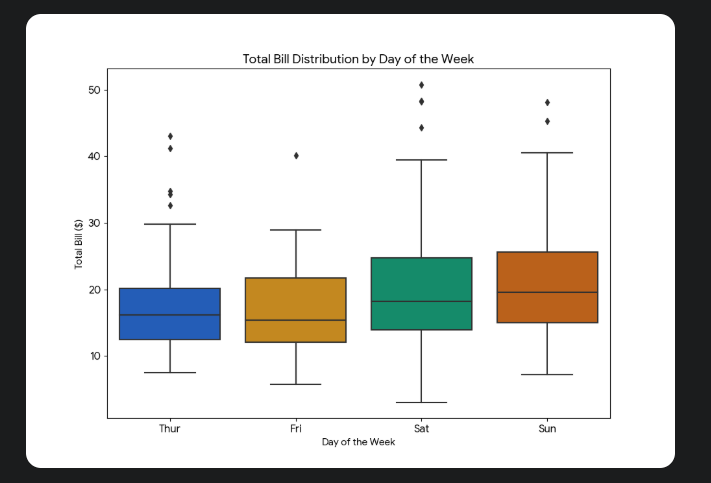 Total Bill Distribution by Day of the Week
50
40
30
20
10
Total Bill ($)
Thur Fri Sat Sun
Day of the Week